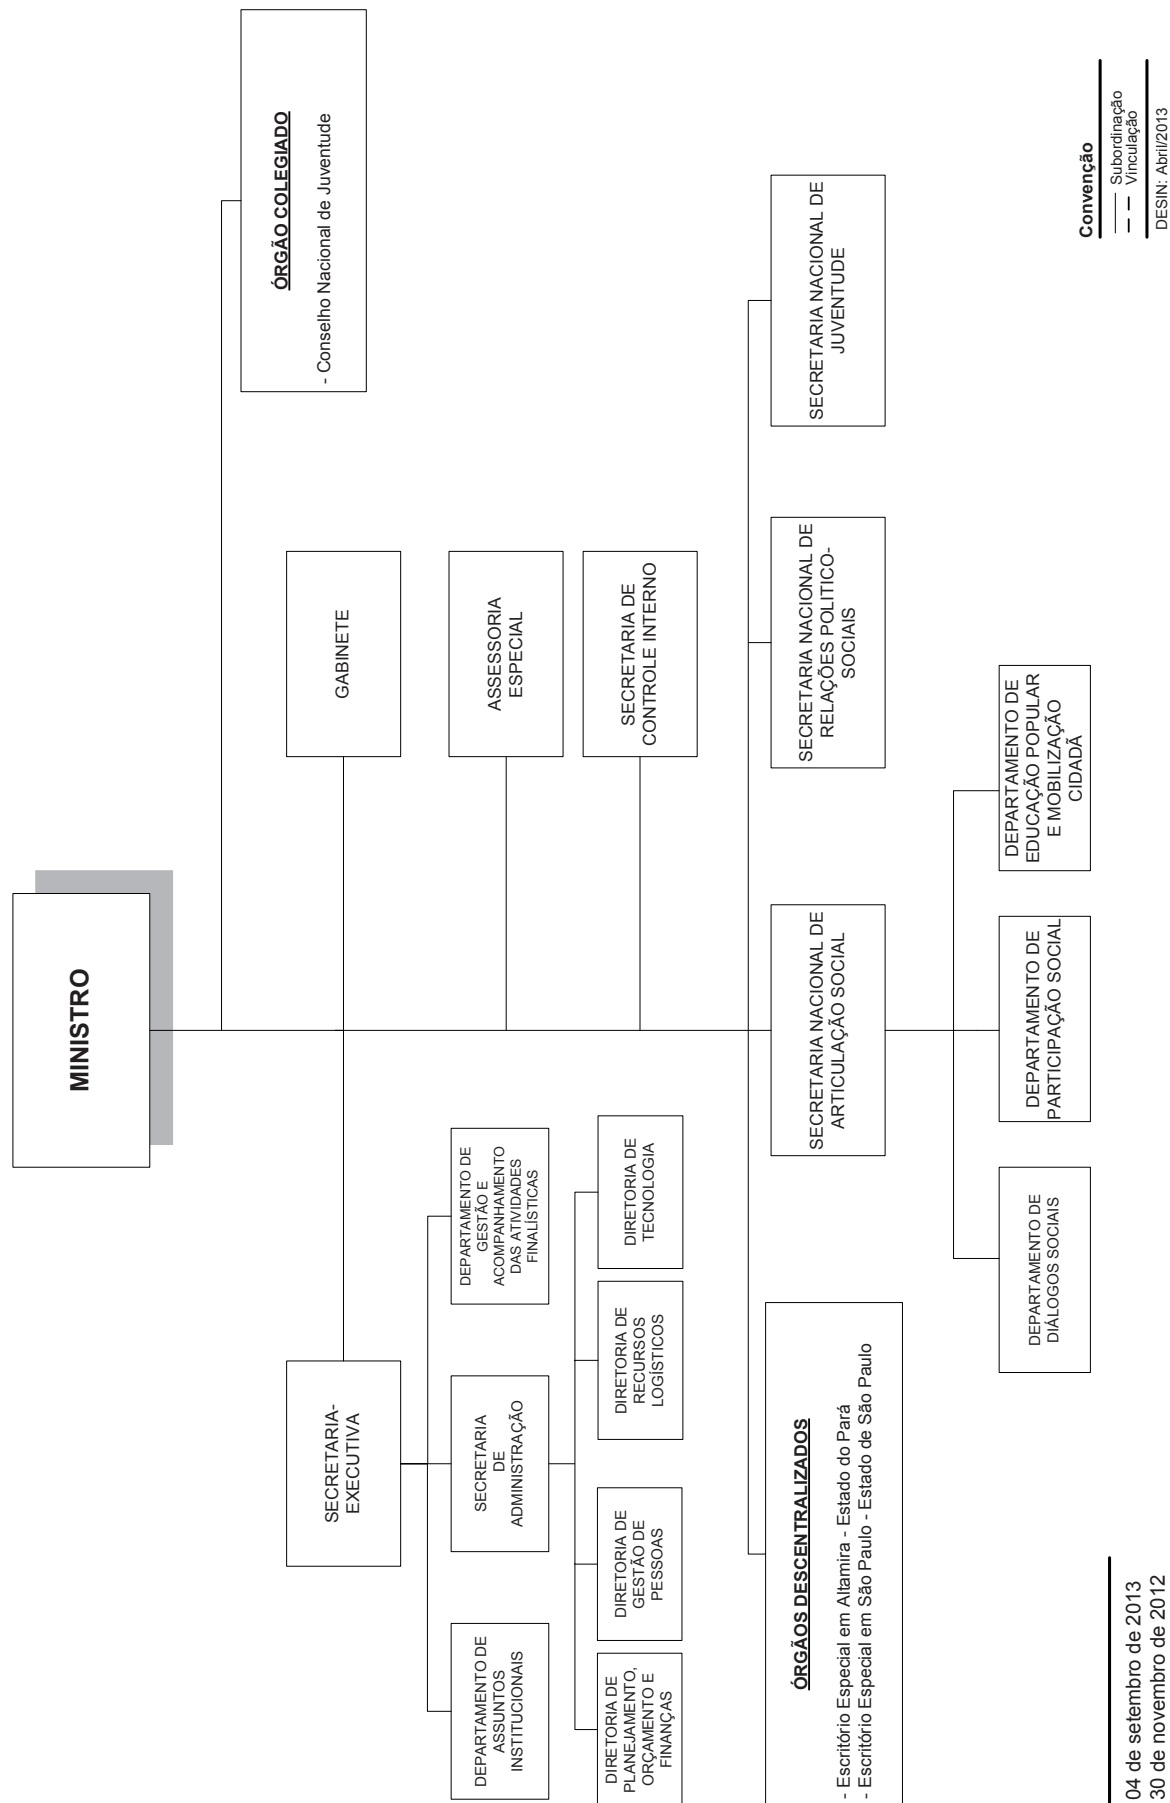 MINISTRO
ÓRGÃO COLEGIADO
- Conselho Nacional de Juventude
SECRETARIA-
EXECUTIVA
GABINETE
DEPARTAMENTO DE
ASSUNTOS
INSTITUCIONAIS
SECRETARIA
DE
ADMINISTRAÇÃO
DEPARTAMENTO DE
GESTÃO E
ACOMPANHAMENTO
DAS ATIVIDADES
FINALÍSTICAS
ASSESSORIA
ESPECIAL
DIRETORIA DE
PLANEJAMENTO,
ORÇAMENTO E
FINANÇAS
DIRETORIA DE
GESTÃO DE
PESSOAS
DIRETORIA DE
RECURSOS
LOGÍSTICOS
DIRETORIA DE
TECNOLOGIA
SECRETARIA DE
CONTROLE INTERNO
ÓRGÃOS DESCENTRALIZADOS
- Escritório Especial em Altamira - Estado do Pará
- Escritório Especial em São Paulo - Estado de São Paulo
SECRETARIA NACIONAL DE
ARTICULAÇÃO SOCIAL
SECRETARIA NACIONAL DE
RELAÇÕES POLITICO-
SOCIAIS
SECRETARIA NACIONAL DE
JUVENTUDE
DEPARTAMENTO DE
DIÁLOGOS SOCIAIS
DEPARTAMENTO DE
PARTICIPAÇÃO SOCIAL
DEPARTAMENTO DE
EDUCAÇÃO POPULAR
E MOBILIZAÇÃO
CIDADÃ
04 de setembro de 2013
30 de novembro de 2012
Convenção
Subordinação
Vinculação
DESIN: Abril/2013